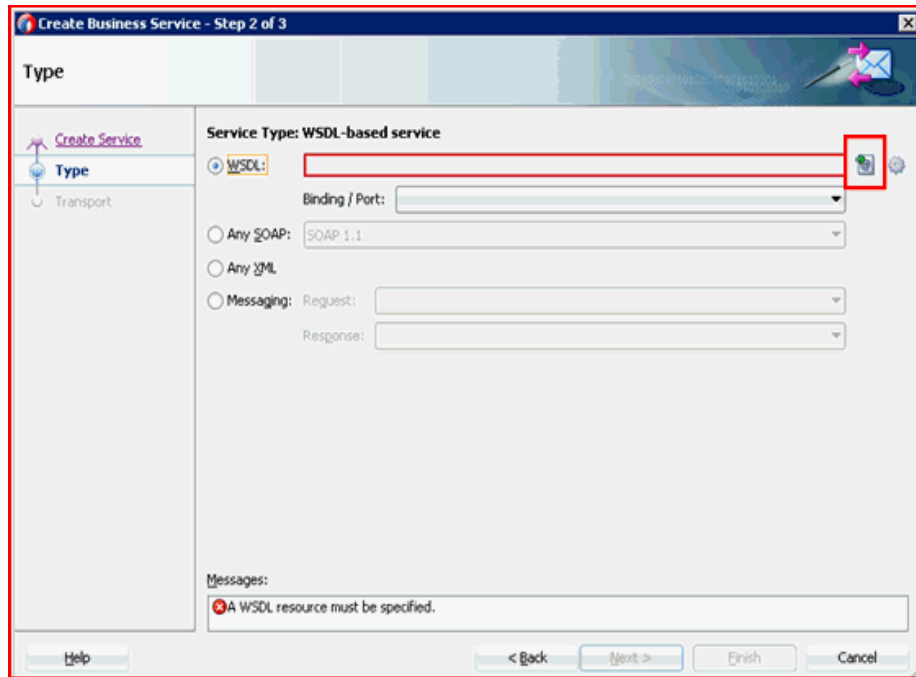 Create Business Service - Step 2 of 3
Type
Create Service
Type
Transport
Service Type: WSDL-based service
WSDL:
Binding / Port:
Any SOAP: SOAP 1.1
Any XML
Messaging: Request:
Response:
Messages:
A WSDL resource must be specified.
Help < Back Next > Finish Cancel